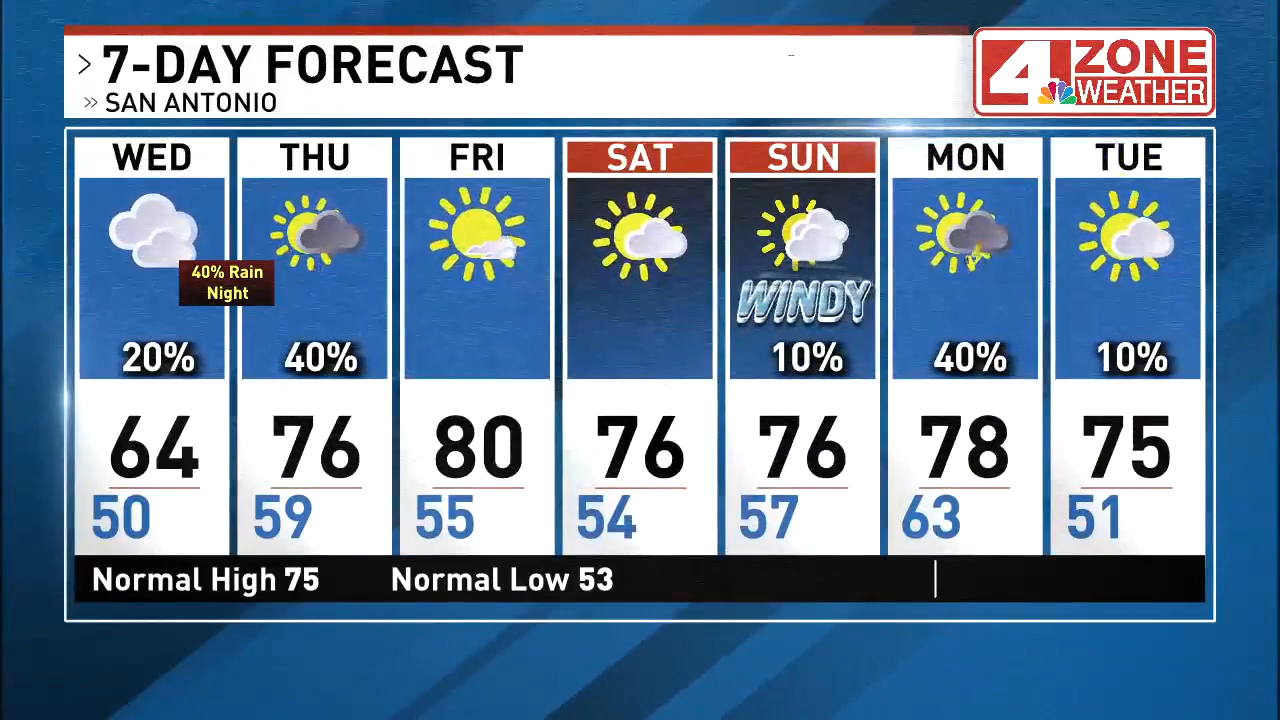 7-DAY FORECAST
SAN ANTONIO
4 ZONE
WEATHER
WED THU FRI SAT SUN MON TUE
40% Rain
Night
WINDY
20% 40% 10% 40% 10%
64 76 80 76 76 78 75
50 59 55 54 57 63 51
Normal High 75 Normal Low 53